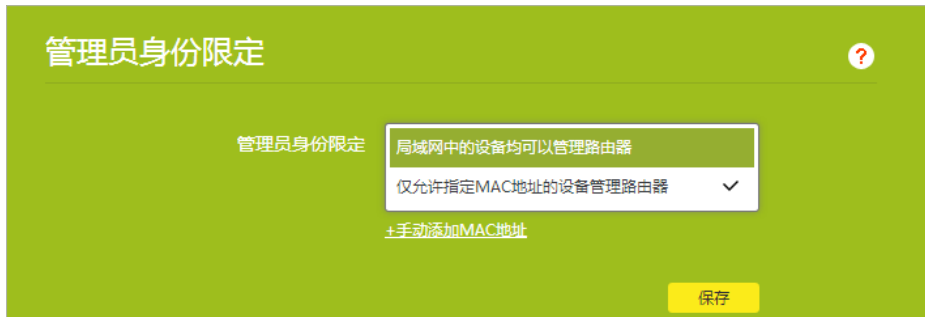 管理员身份限定
?
管理员身份限定
局域网中的设备均可以管理路由器
仅允许指定MAC地址的设备管理路由器
+手动添加MAC地址
保存